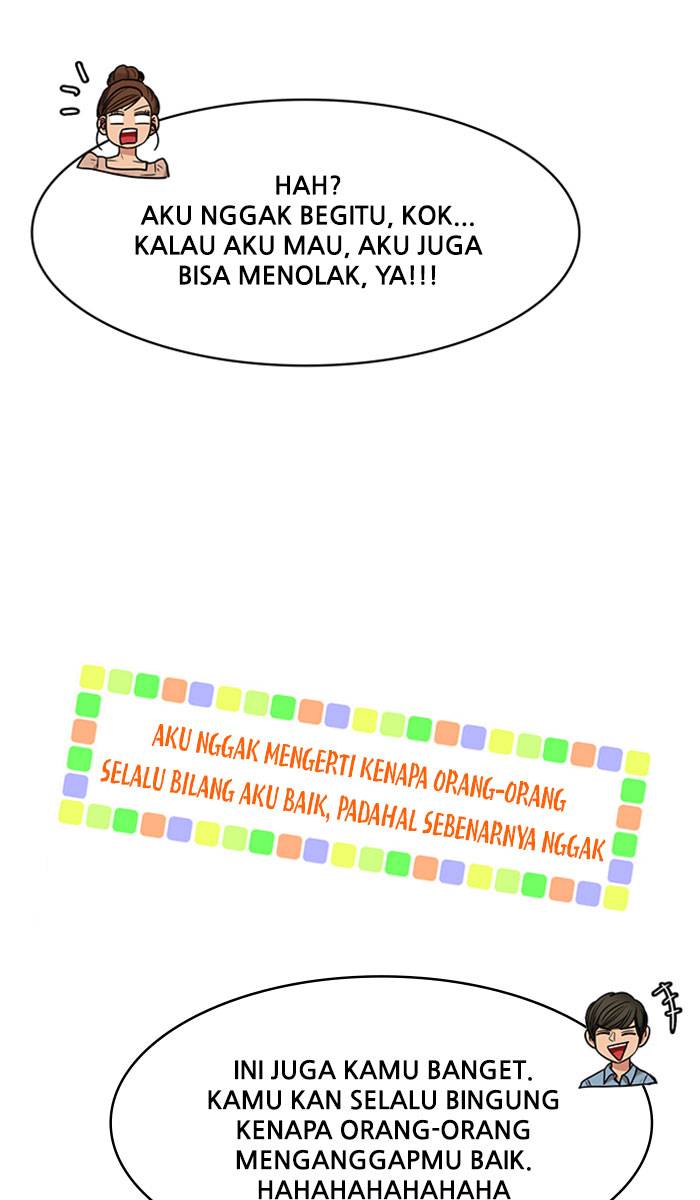 HAH?
AKU NGGAK BEGITU, KOK...
KALAU AKU MAU, AKU JUGA
BISA MENOLAK, YA!!!
AKU NGGAK MENGERTI KENAPA ORANG-ORANG
SELALU BILANG AKU BAIK, PADAHAL SEBENARNYA NGGAK
INI JUGA KAMU BANGET.
KAMU KAN SELALU BINGUNG
KENAPA ORANG-ORANG
MENGANGGAPMU BAIK.
HAHAHAHAHAHAHA